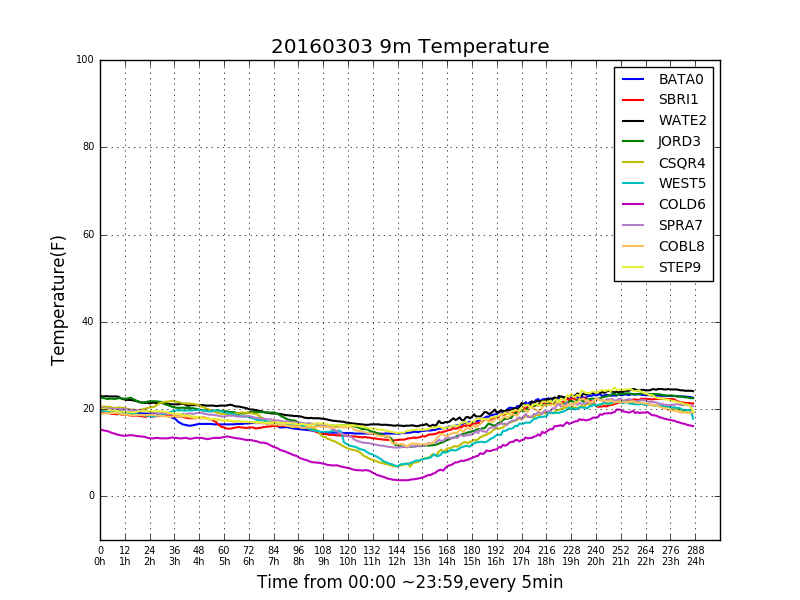 20160303 9m Temperature
100
80
60
40
20
0
Temperature(F)
BATA0
SBRI1
WATE2
JORD3
CSQR4
WEST5
COLD6
SPRA7
COBL8
STEP9
0 12 24 36 48 60 72 84 96 108 120 132 144 156 168 180 192 204 216 228 240 252 264 276 288
0h 1h 2h 3h 4h 5h 6h 7h 8h 9h 10h 11h 12h 13h 14h 15h 16h 17h 18h 19h 20h 21h 22h 23h 24h
Time from 00:00 ~23:59,every 5min